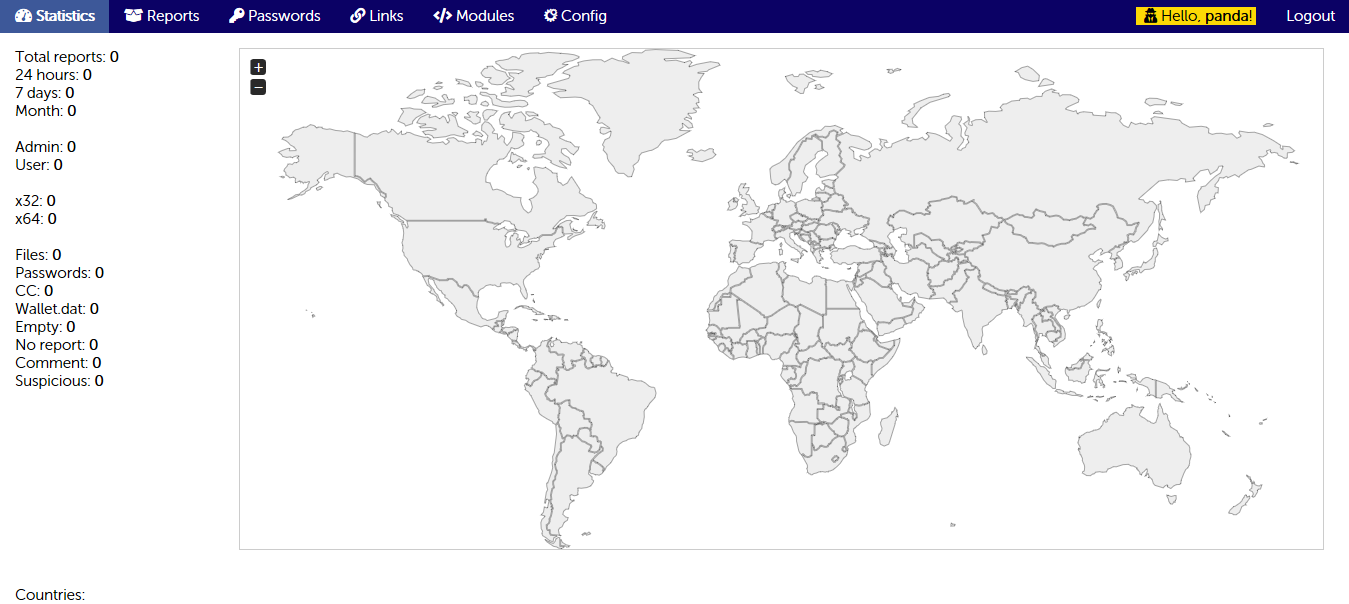 Statistics Reports Passwords Links </> Modules Config Hello, panda! Logout
Total reports: 0
24 hours: 0
7 days: 0
Month: 0
Admin: 0
User: 0
x32: 0
x64: 0
Files: 0
Passwords: 0
CC: 0
Wallet.dat: 0
Empty: 0
No report: 0
Comment: 0
Suspicious: 0
+
−
Countries: